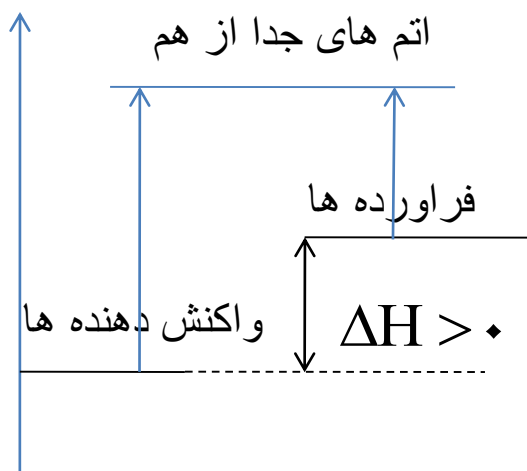 اتم های جدا از هم
فراورده ها
واکنش دهنده ها
ΔH > ۰